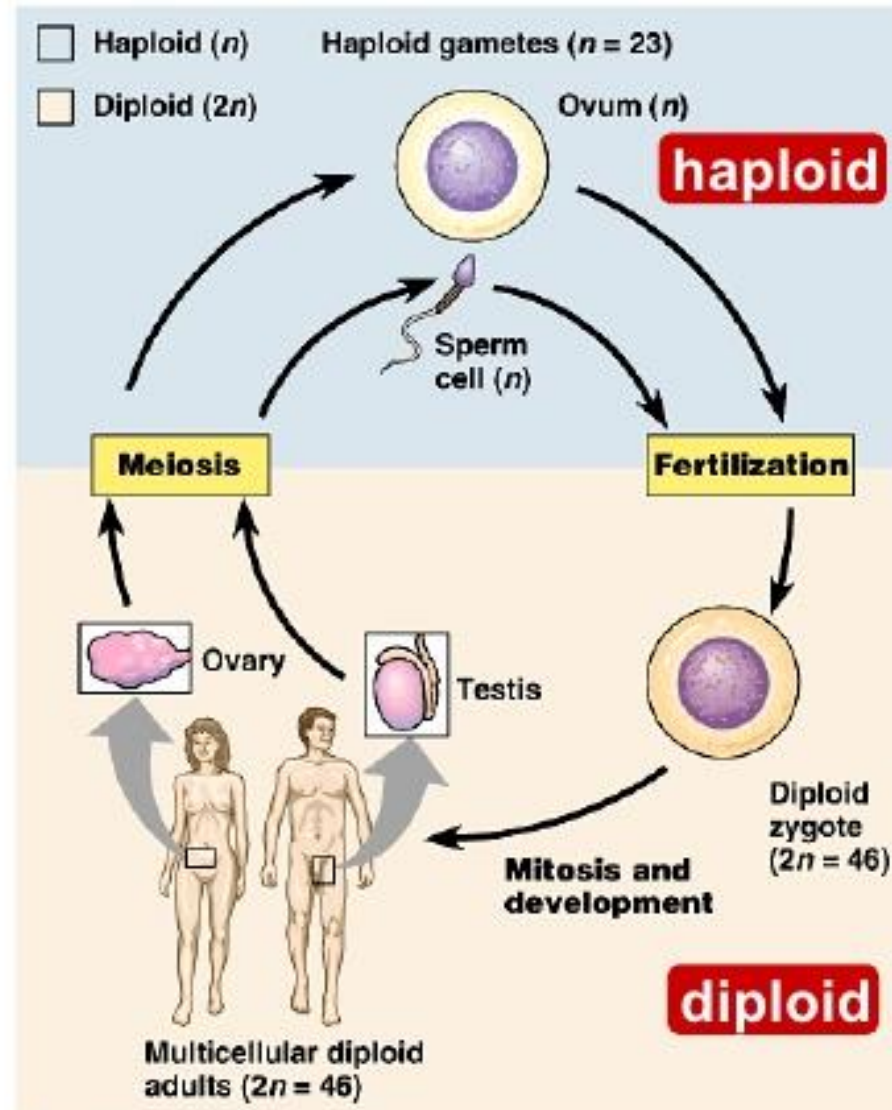 Haploid (n)
Haploid gametes (n = 23)
Diploid (2n)
Ovum (n)
haploid
Sperm
cell (n)
Meiosis
Fertilization
Ovary
Testis
Diploid
zygote
(2n = 46)
Mitosis and
development
diploid
Multicellular diploid
adults (2n = 46)